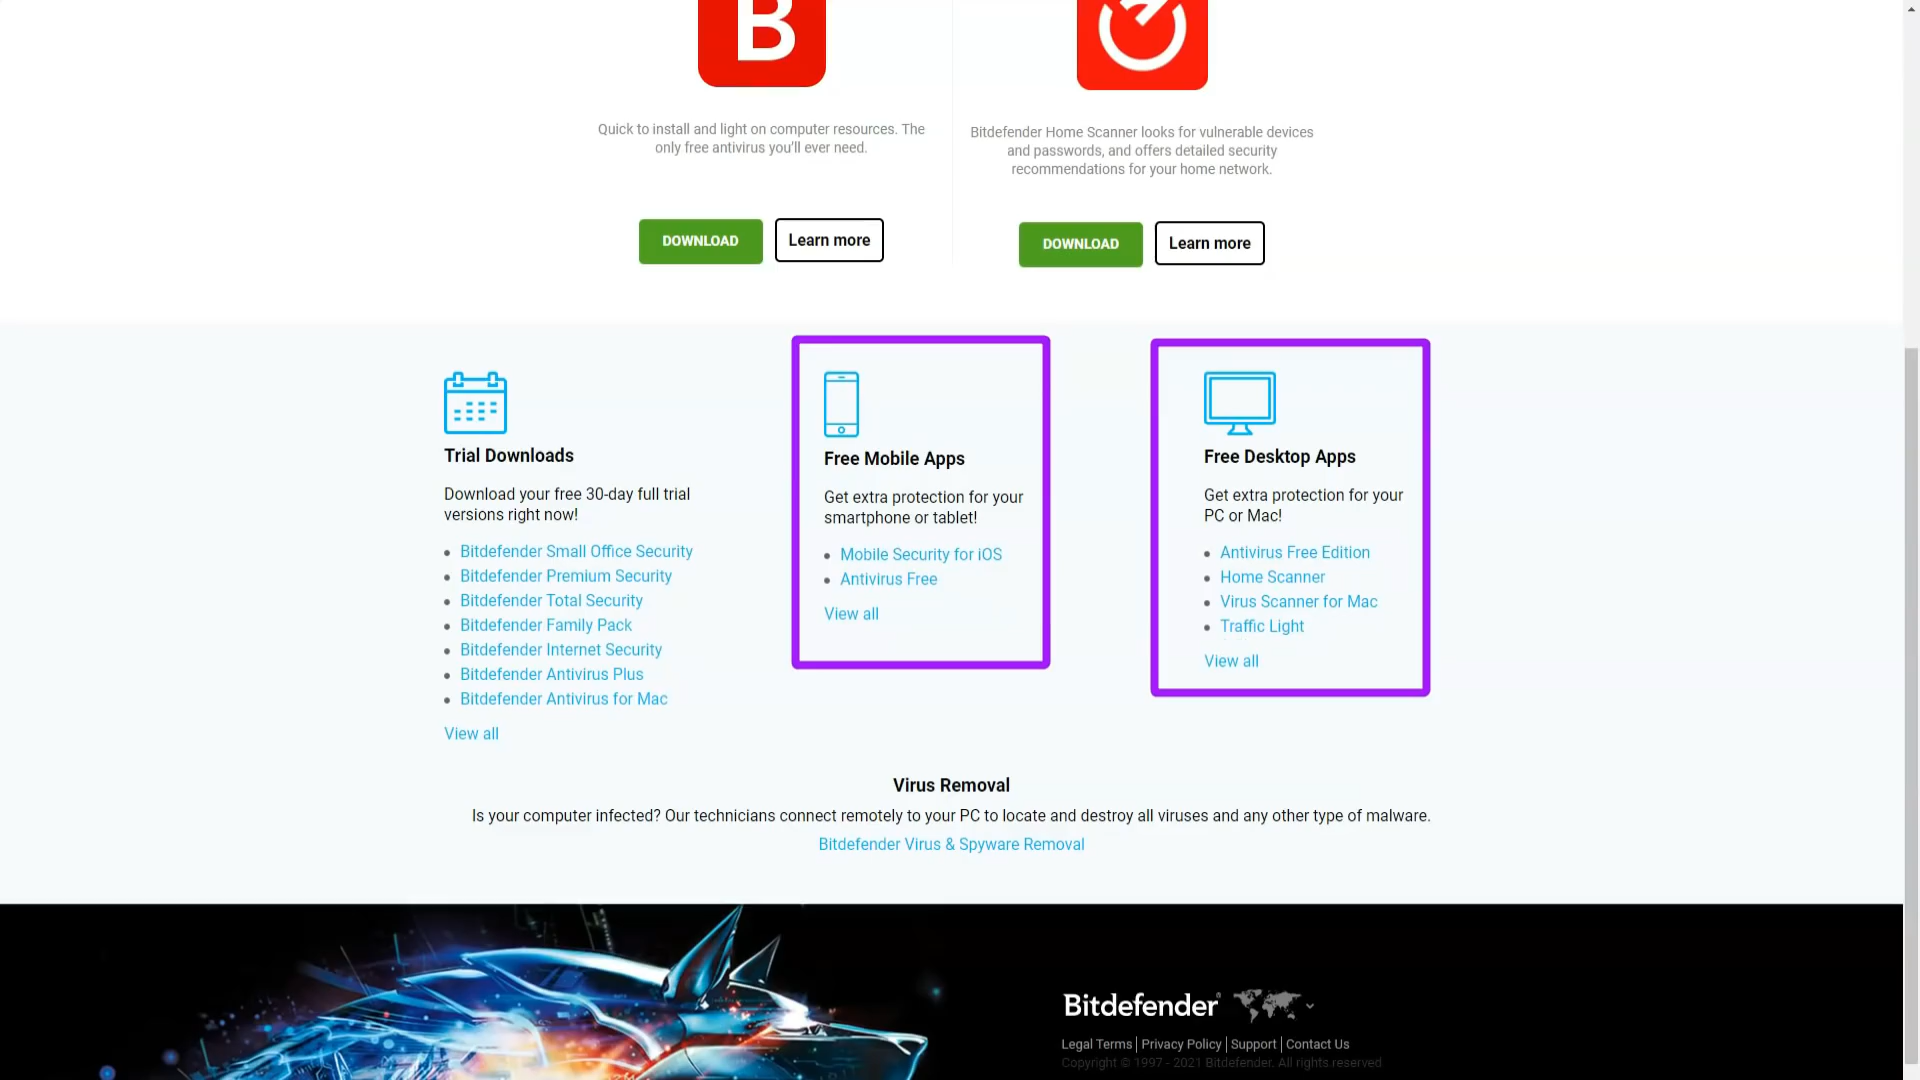 B
Quick to install and light on computer resources. The
only free antivirus you'll ever need.
DOWNLOAD
Learn more
Bitdefender Home Scanner looks for vulnerable devices
and passwords, and offers detailed security
recommendations for your home network.
DOWNLOAD
Learn more
Trial Downloads
Download your free 30-day full trial
versions right now!
Bitdefender Small Office Security
Bitdefender Premium Security
Bitdefender Total Security
Bitdefender Family Pack
Bitdefender Internet Security
Bitdefender Antivirus Plus
Bitdefender Antivirus for Mac
View all
Free Mobile Apps
Get extra protection for your
smartphone or tablet!
Mobile Security for iOS
Antivirus Free
View all
Free Desktop Apps
Get extra protection for your
PC or Mac!
Antivirus Free Edition
Home Scanner
Virus Scanner for Mac
Traffic Light
View all
Virus Removal
Is your computer infected? Our technicians connect remotely to your PC to locate and destroy all viruses and any other type of malware.
Bitdefender Virus & Spyware Removal
Bitdefender®
Legal Terms | Privacy Policy | Support | Contact Us
Copyright © 1997 - 2021 Bitdefender. All rights reserved